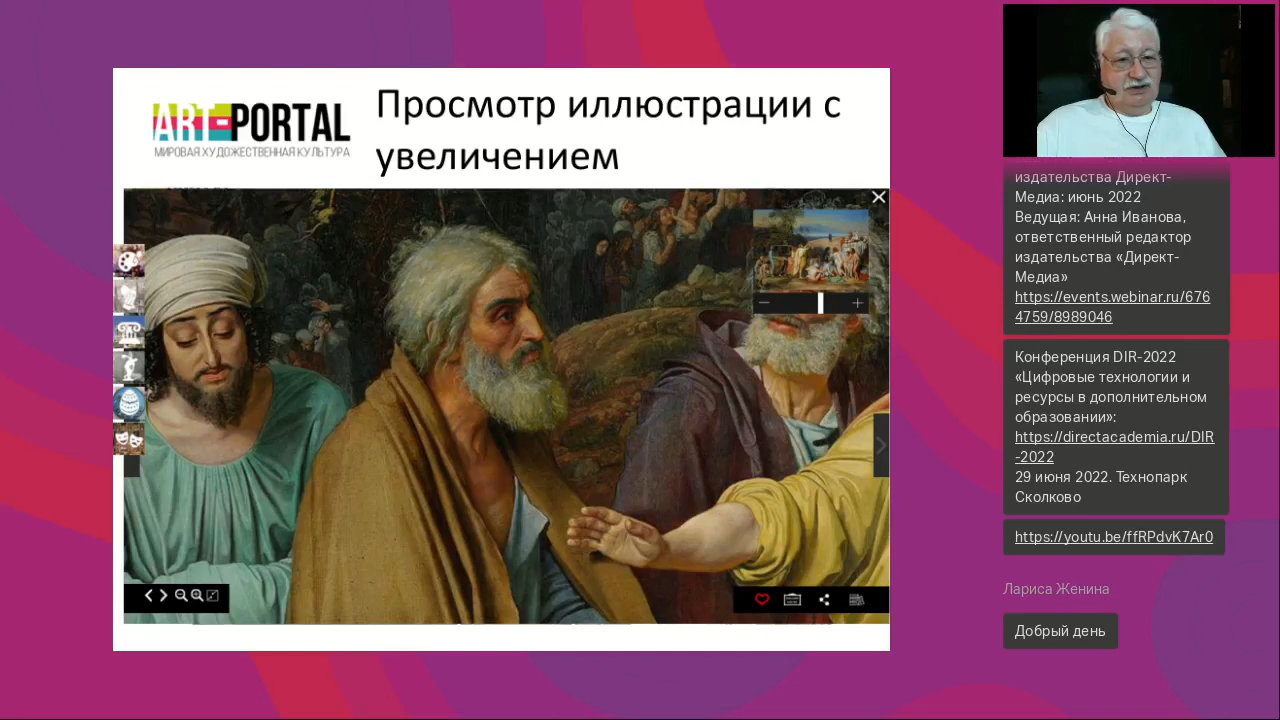 ART-PORTAL
МИРОВАЯ ХУДОЖЕСТВЕННАЯ КУЛЬТУРА
Просмотр иллюстрации с
увеличением
издательства Директ-
Медиа: июнь 2022
Ведущая: Анна Иванова,
ответственный редактор
издательства «Директ-
Медиа»
https://events.webinar.ru/676
4759/8989046
Конференция DIR-2022
«Цифровые технологии и
ресурсы в дополнительном
образовании»:
https://directacademia.ru/DIR
-2022
29 июня 2022. Технопарк
Сколково
https://youtu.be/ffRPdvK7Ar0
Лариса Женина
Добрый день